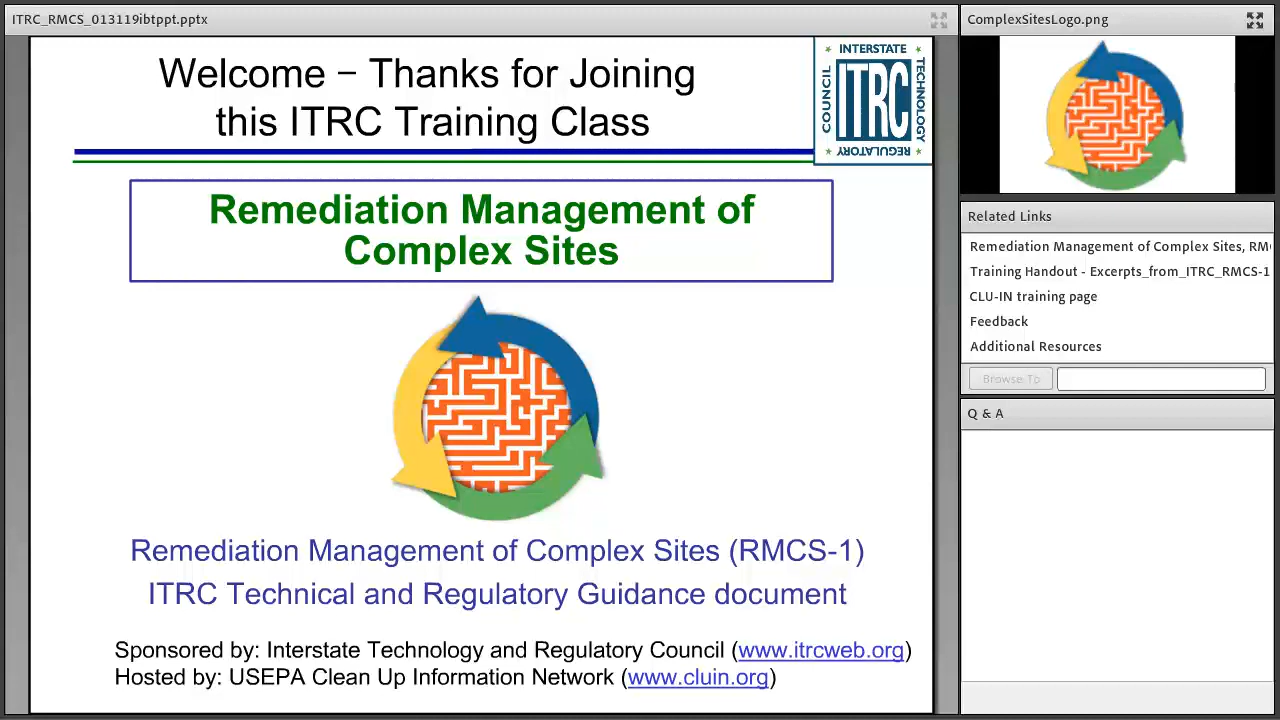 ITRC_RMCS_013119ibtppt.pptx
Welcome – Thanks for Joining
this ITRC Training Class
INTERSTATE
COUNCIL
ITRC
TECHNOLOGY
REGULATORY
Remediation Management of
Complex Sites
Remediation Management of Complex Sites (RMCS-1)
ITRC Technical and Regulatory Guidance document
Sponsored by: Interstate Technology and Regulatory Council (www.itrcweb.org)
Hosted by: USEPA Clean Up Information Network (www.cluin.org)
ComplexSitesLogo.png
Related Links
Remediation Management of Complex Sites, RM
Training Handout - Excerpts_from_ITRC_RMCS-1
CLU-IN training page
Feedback
Additional Resources
Browse To
Q & A